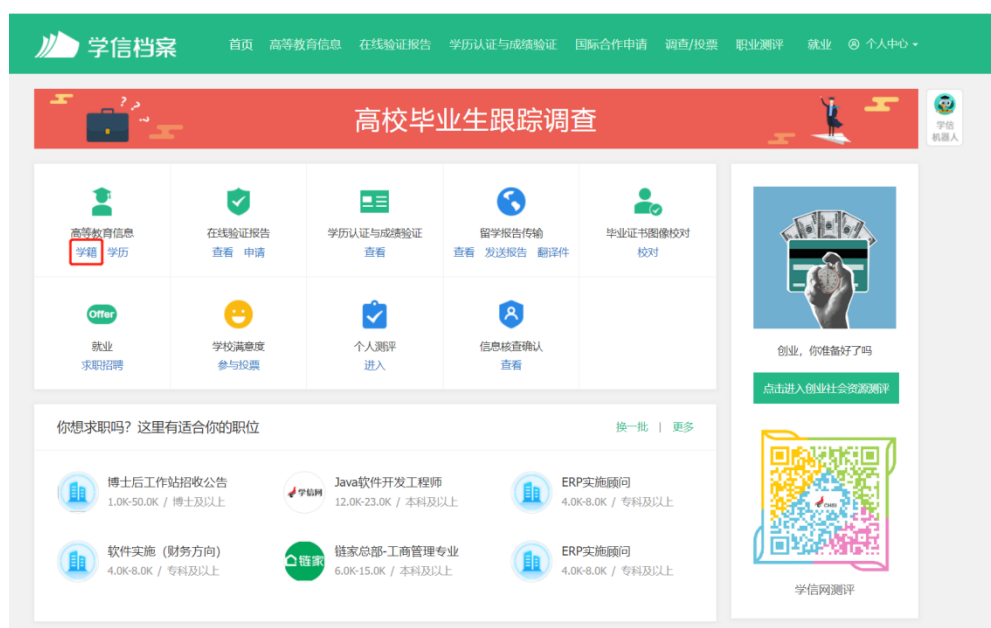 学信档案
首页 高等教育信息 在线验证报告 学历认证与成绩验证 国际合作申请 调查/投票 职业测评 就业 个人中心
? ?
高校毕业生跟踪调查
学信
机器人
高等教育信息 在线验证报告 学历认证与成绩验证 留学报告传输 毕业证书图像校对
学籍 学历 查看 申请 查看 查看 发送报告 翻译件 校对
Offer
就业 学校满意度 个人测评 信息核查确认
求职招聘 参与投票 进入 查看
创业，你准备好了吗
点击进入创业社会资源测评
你想求职吗？这里有适合你的职位 换一批 | 更多
博士后工作站招收公告 Java软件开发工程师 ERP实施顾问
1.0K-50.0K / 博士及以上 学信网 12.0K-23.0K / 本科及以上 4.0K-8.0K / 专科及以上
CHSI
软件实施（财务方向） 链家总部-工商管理专业 ERP实施顾问
4.0K-8.0K / 专科及以上 链家 6.0K-15.0K / 本科及以上 4.0K-8.0K / 专科及以上
学信网测评